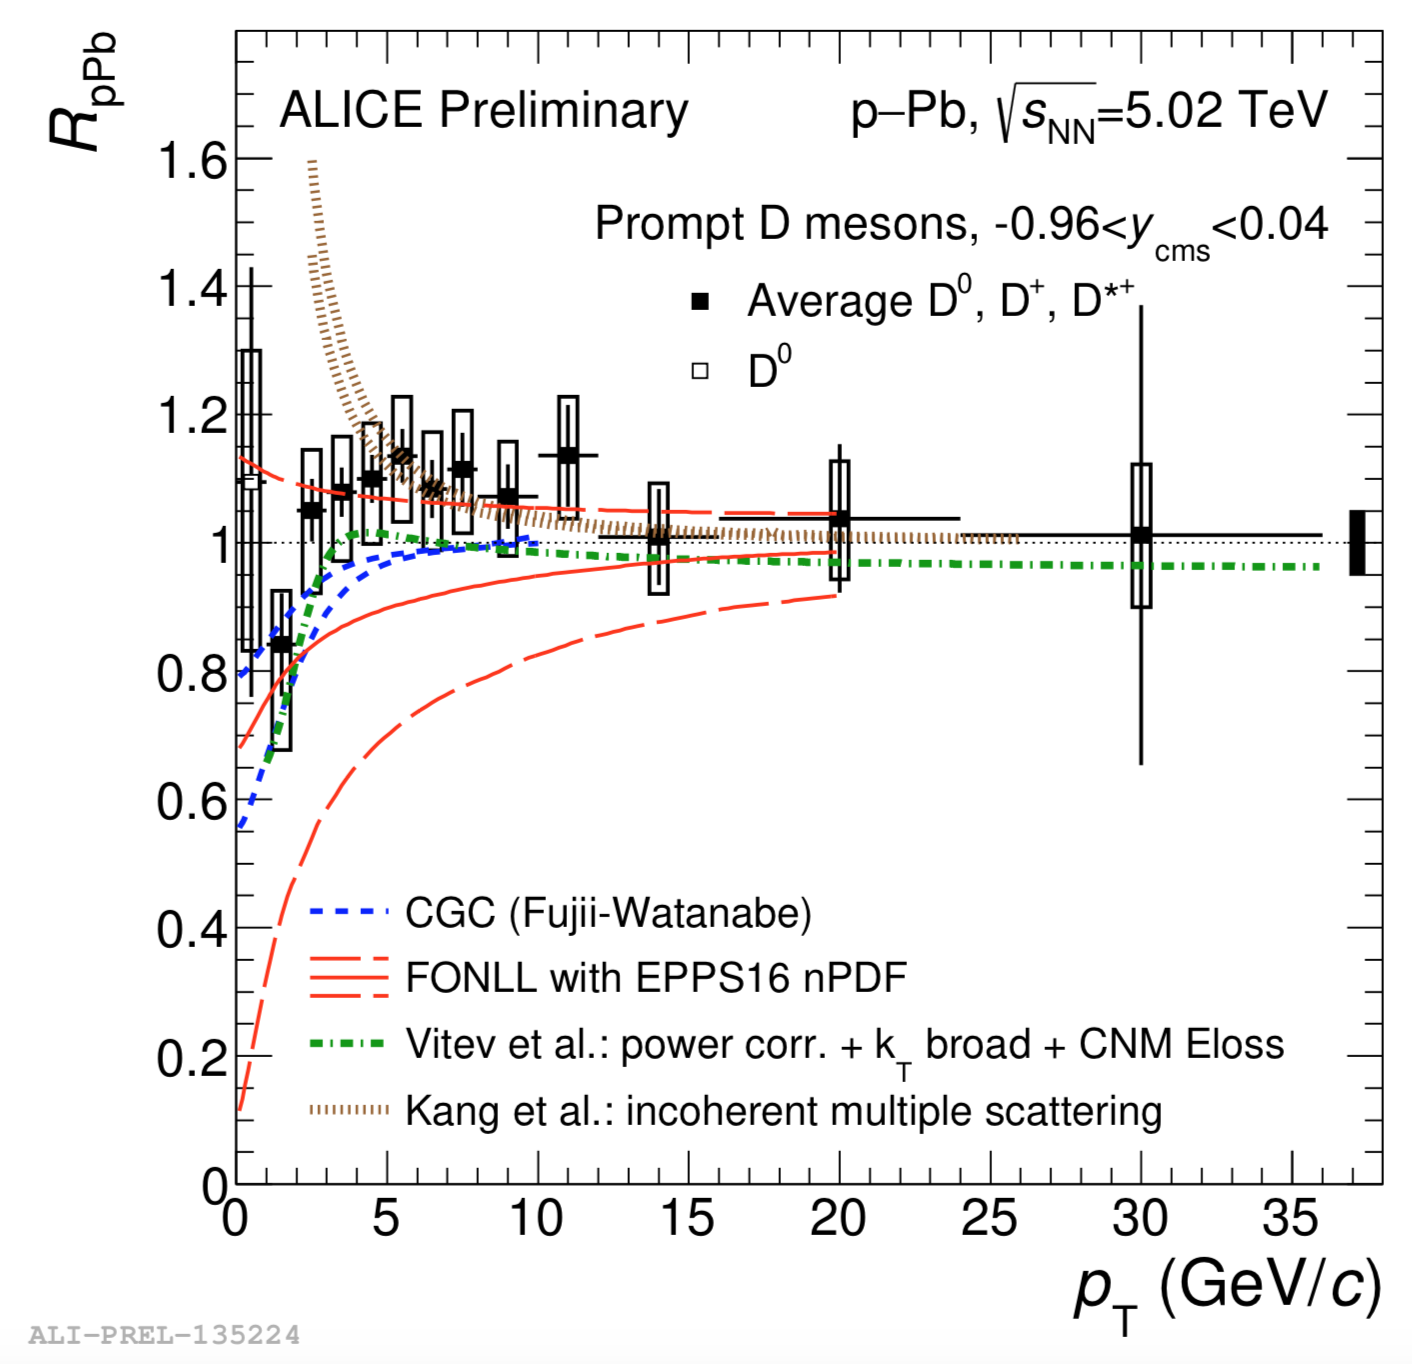 R_pPb
ALICE Preliminary
p–Pb, √s_NN=5.02 TeV
Prompt D mesons, -0.96<y_cms<0.04
Average D⁰, D⁺, D*⁺
D⁰
1.6
1.4
1.2
1
0.8
0.6
0.4
0.2
0
CGC (Fujii-Watanabe)
FONLL with EPPS16 nPDF
Vitev et al.: power corr. + k_T broad + CNM Eloss
Kang et al.: incoherent multiple scattering
0 5 10 15 20 25 30 35
p_T (GeV/c)
ALI-PREL-135224